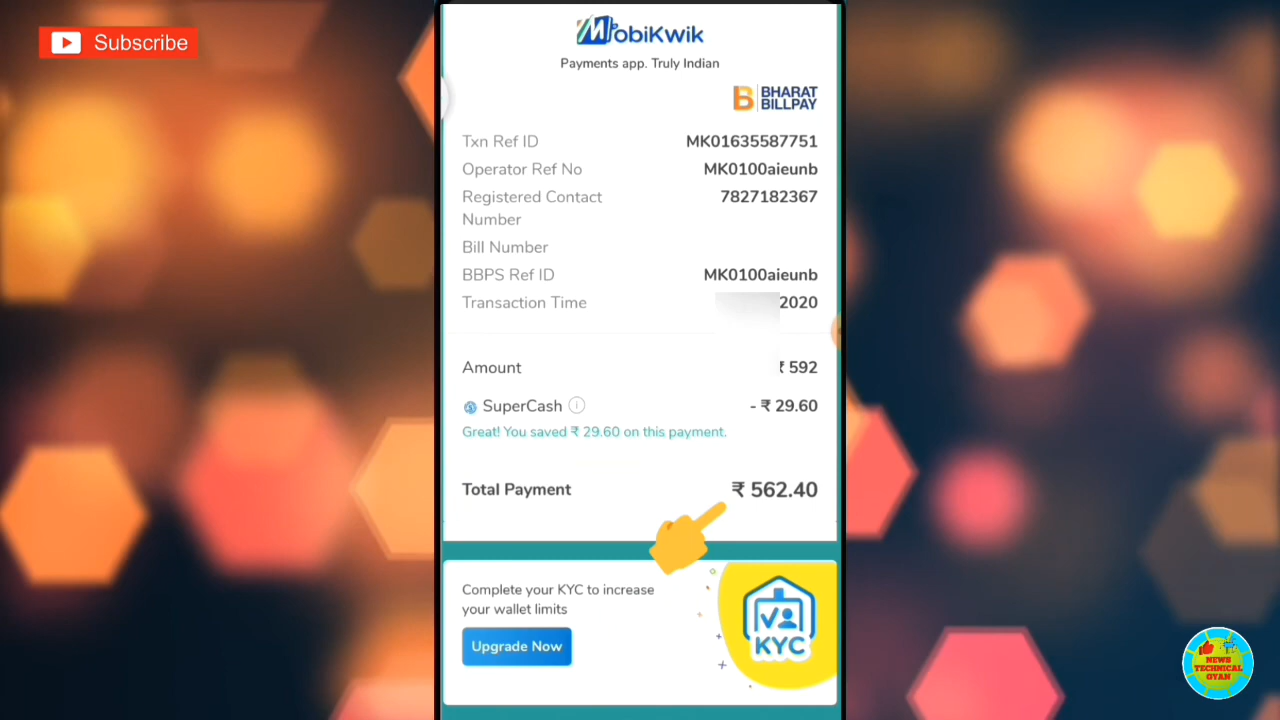 Subscribe
MobiKwik
Payments app. Truly Indian
BHARAT
BILLPAY
Txn Ref ID MK01635587751
Operator Ref No MK0100aieunb
Registered Contact Number 7827182367
Bill Number
BBPS Ref ID MK0100aieunb
Transaction Time 2020
Amount ₹ 592
SuperCash - ₹ 29.60
Great! You saved ₹ 29.60 on this payment.
Total Payment ₹ 562.40
Complete your KYC to increase
your wallet limits
Upgrade Now
KYC
NEWS
TECHNICAL
GYAN